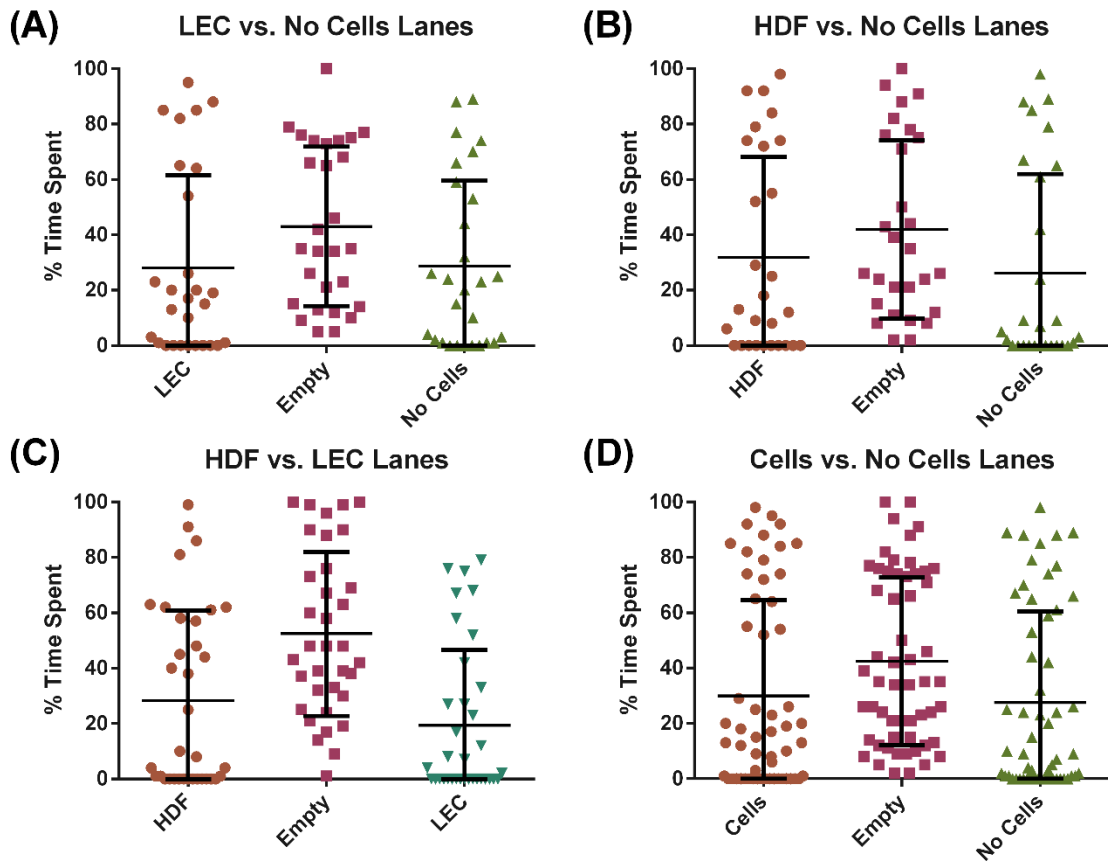 (A) LEC vs. No Cells Lanes
% Time Spent
100
80
60
40
20
0
LEC
Empty
No Cells
(B) HDF vs. No Cells Lanes
% Time Spent
100
80
60
40
20
0
HDF
Empty
No Cells
(C) HDF vs. LEC Lanes
% Time Spent
100
80
60
40
20
0
HDF
Empty
LEC
(D) Cells vs. No Cells Lanes
% Time Spent
100
80
60
40
20
0
Cells
Empty
No Cells